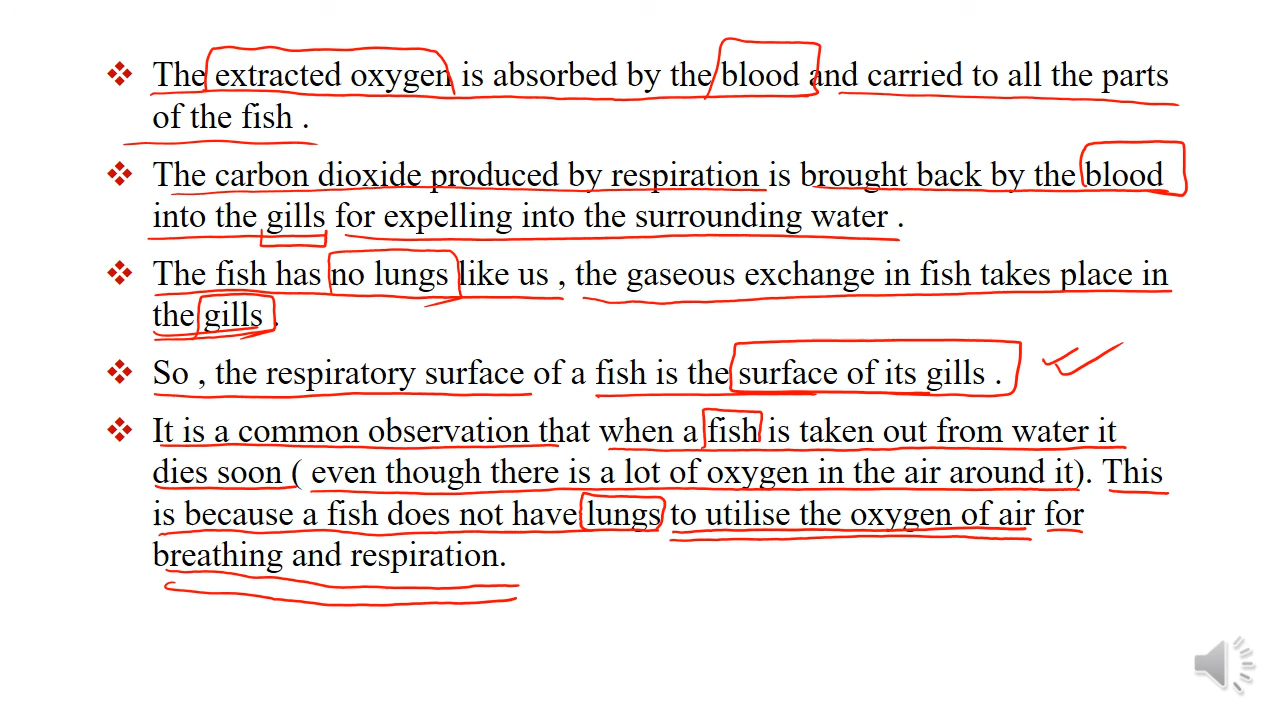 ❖ The extracted oxygen is absorbed by the blood and carried to all the parts
of the fish .
❖ The carbon dioxide produced by respiration is brought back by the blood
into the gills for expelling into the surrounding water .
❖ The fish has no lungs like us , the gaseous exchange in fish takes place in
the gills .
❖ So , the respiratory surface of a fish is the surface of its gills .
❖ It is a common observation that when a fish is taken out from water it
dies soon ( even though there is a lot of oxygen in the air around it). This
is because a fish does not have lungs to utilise the oxygen of air for
breathing and respiration.